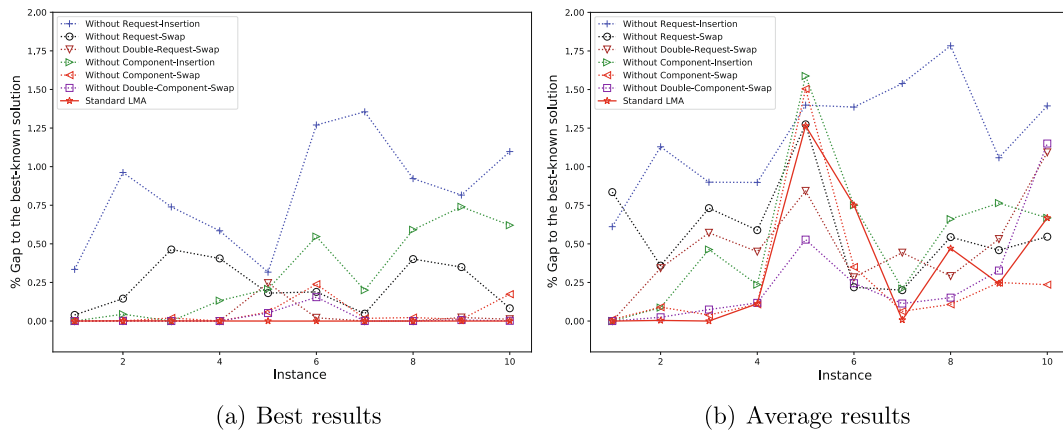 2.00
1.75
1.50
1.25
1.00
0.75
0.50
0.25
0.00
% Gap to the best-known solution
Without Request-Insertion
Without Request-Swap
Without Double-Request-Swap
Without Component-Insertion
Without Component-Swap
Without Double-Component-Swap
Standard LMA
2 4 6 8 10
Instance
(a) Best results
2.00
1.75
1.50
1.25
1.00
0.75
0.50
0.25
0.00
% Gap to the best-known solution
Without Request-Insertion
Without Request-Swap
Without Double-Request-Swap
Without Component-Insertion
Without Component-Swap
Without Double-Component-Swap
Standard LMA
2 4 6 8 10
Instance
(b) Average results